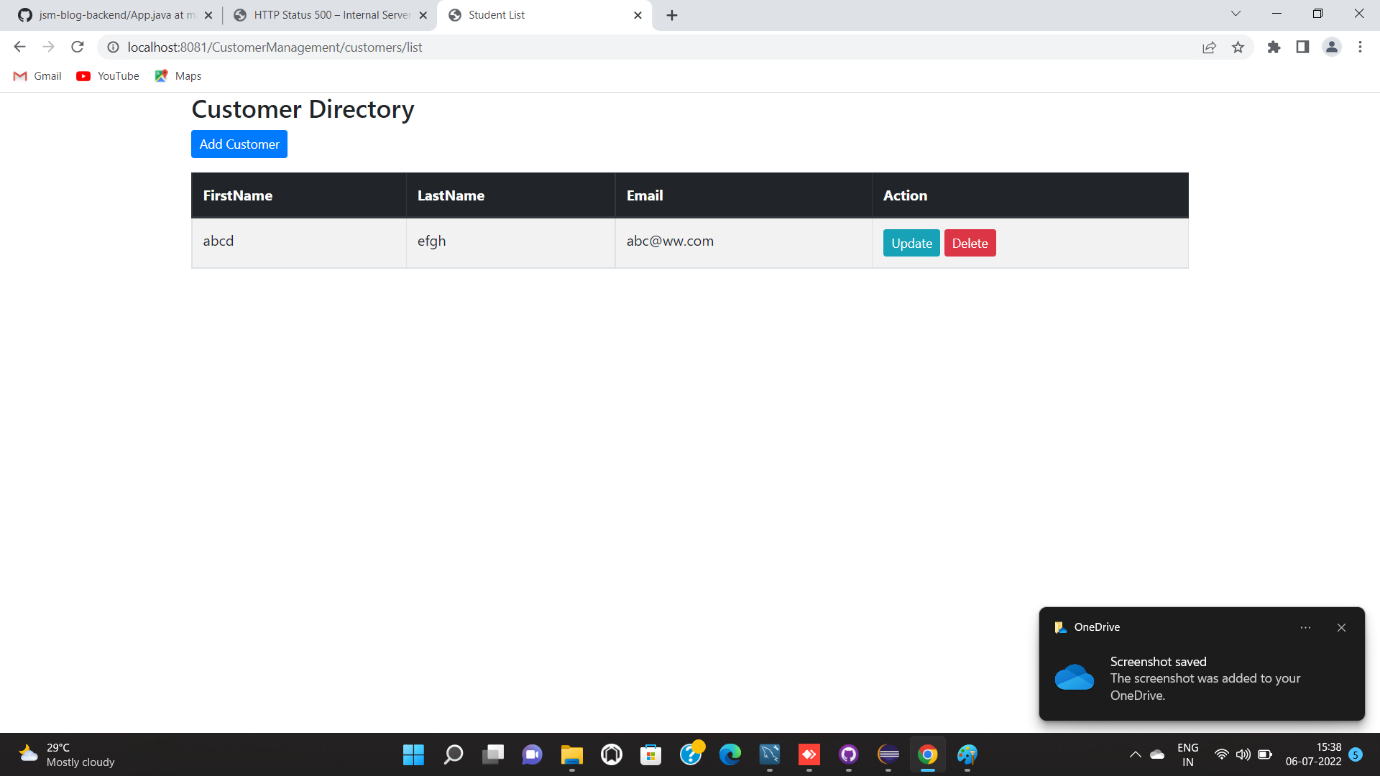 jsm-blog-backend/App.java at m
HTTP Status 500 – Internal Server
Student List
localhost:8081/CustomerManagement/customers/list
Gmail
YouTube
Maps
Customer Directory
Add Customer
FirstName LastName Email Action
abcd efgh abc@ww.com Update Delete
OneDrive
Screenshot saved
The screenshot was added to your
OneDrive.
29°C
Mostly cloudy
ENG
IN
15:38
06-07-2022
5